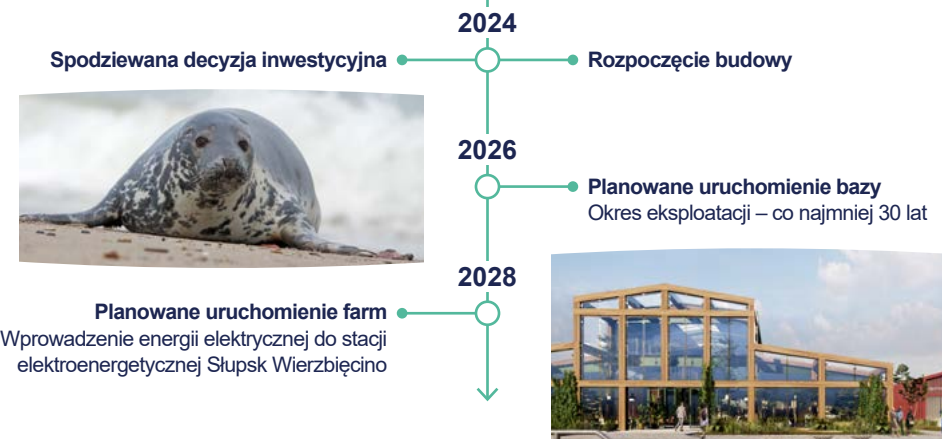 2024
Spodziewana decyzja inwestycyjna
Rozpoczęcie budowy
2026
Planowane uruchomienie bazy
Okres eksploatacji – co najmniej 30 lat
2028
Planowane uruchomienie farm
Wprowadzenie energii elektrycznej do stacji
elektroenergetycznej Słupsk Wierzbięcino